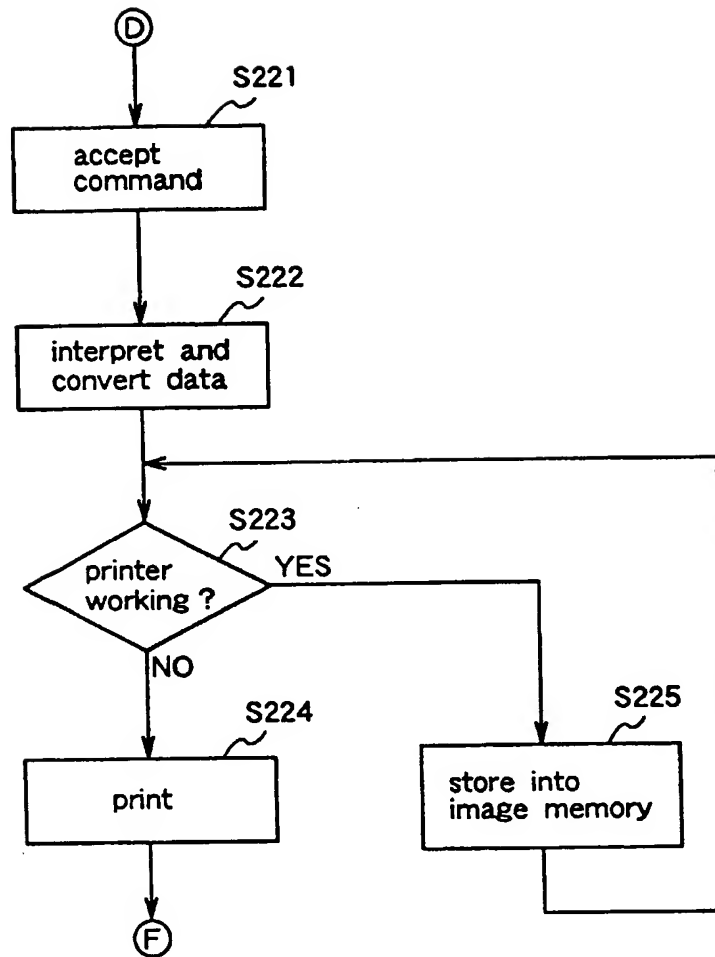 D
S221
accept
command
S222
interpret and
convert data
S223
printer
working ?
YES
NO
S224
print
S225
store into
image memory
F